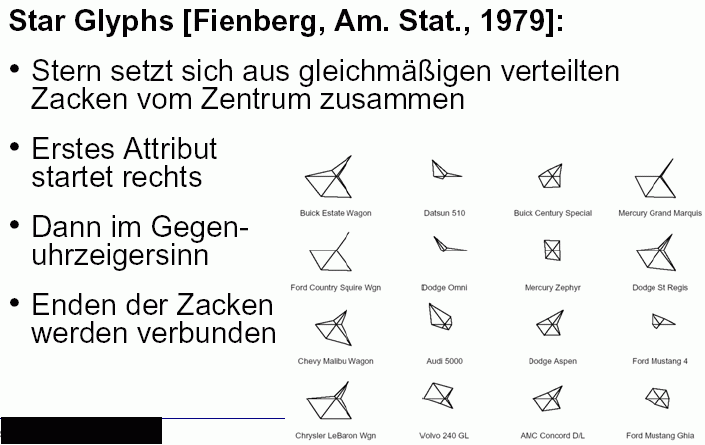 Star Glyphs [Fienberg, Am. Stat., 1979]:
• Stern setzt sich aus gleichmäßigen verteilten
Zacken vom Zentrum zusammen
• Erstes Attribut
startet rechts
• Dann im Gegen-
uhrzeigersinn
• Enden der Zacken
werden verbunden
Buick Estate Wagon
Datsun 510
Buick Century Special
Mercury Grand Marquis
Ford Country Squire Wgn
Dodge Omni
Mercury Zephyr
Dodge St Regis
Chevy Malibu Wagon
Audi 5000
Dodge Aspen
Ford Mustang 4
Chrysler LeBaron Wgn
Volvo 240 GL
AMC Concord D/L
Ford Mustang Ghia